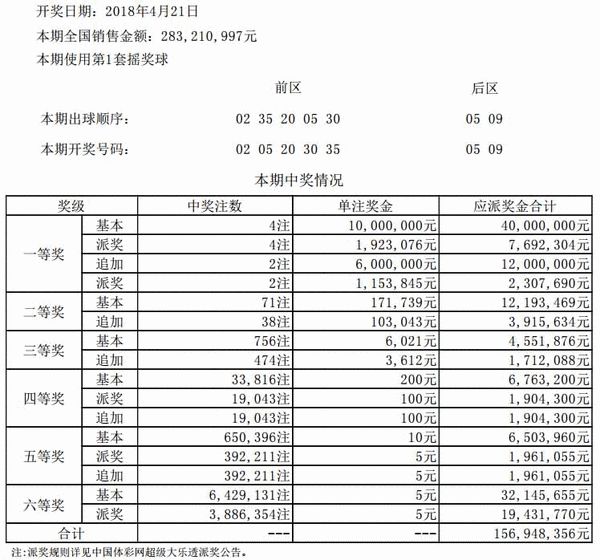 开奖日期：2018年4月21日
本期全国销售金额：283,210,997元
本期使用第1套摇奖球
前区 后区
本期出球顺序： 02 35 20 05 30 05 09
本期开奖号码： 02 05 20 30 35 05 09
本期中奖情况
奖级 中奖注数 单注奖金 应派奖金合计
一等奖 基本 4注 10,000,000元 40,000,000元
派奖 4注 1,923,076元 7,692,304元
追加 2注 6,000,000元 12,000,000元
派奖 2注 1,153,845元 2,307,690元
二等奖 基本 71注 171,739元 12,193,469元
追加 38注 103,043元 3,915,634元
三等奖 基本 756注 6,021元 4,551,876元
追加 474注 3,612元 1,712,088元
四等奖 基本 33,816注 200元 6,763,200元
派奖 19,043注 100元 1,904,300元
追加 19,043注 100元 1,904,300元
五等奖 基本 650,396注 10元 6,503,960元
派奖 392,211注 5元 1,961,055元
追加 392,211注 5元 1,961,055元
六等奖 基本 6,429,131注 5元 32,145,655元
派奖 3,886,354注 5元 19,431,770元
合计 --- --- 156,948,356元
注:派奖规则详见中国体彩网超级大乐透派奖公告。